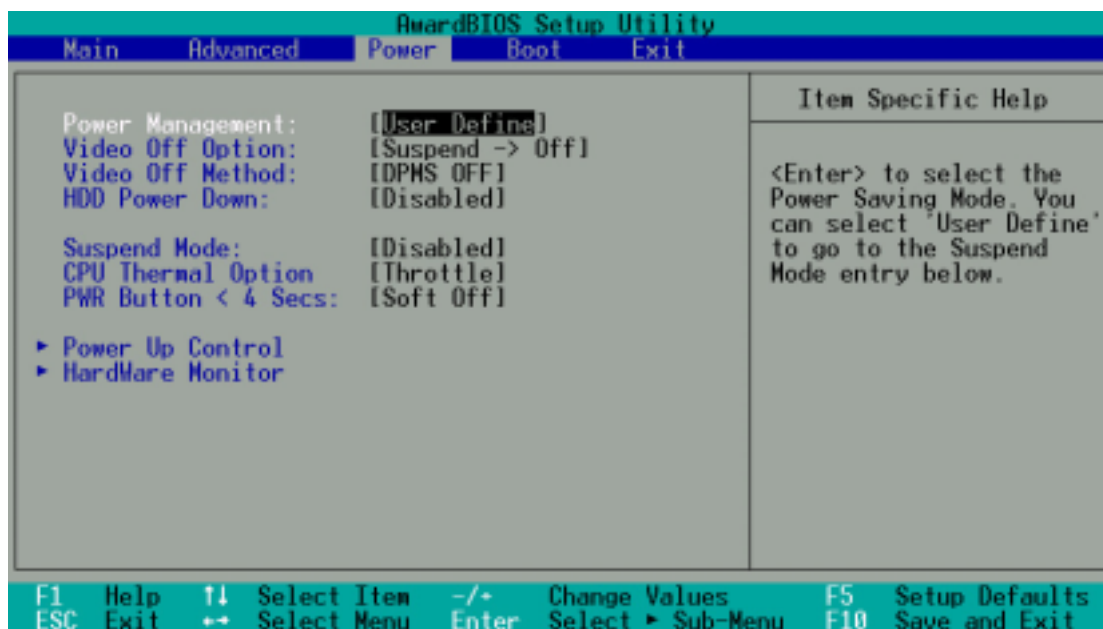 AwardBIOS Setup Utility
Main Advanced Power Boot Exit
Power Management: [User Define]
Video Off Option: [Suspend -> Off]
Video Off Method: [DPMS OFF]
HDD Power Down: [Disabled]
Suspend Mode: [Disabled]
CPU Thermal Option [Throttle]
PWR Button < 4 Secs: [Soft Off]
▸ Power Up Control
▸ HardWare Monitor
Item Specific Help
<Enter> to select the
Power Saving Mode. You
can select 'User Define'
to go to the Suspend
Mode entry below.
F1 Help ↑↓ Select Item -/+ Change Values F5 Setup Defaults
ESC Exit ←→ Select Menu Enter Select ▸ Sub-Menu F10 Save and Exit